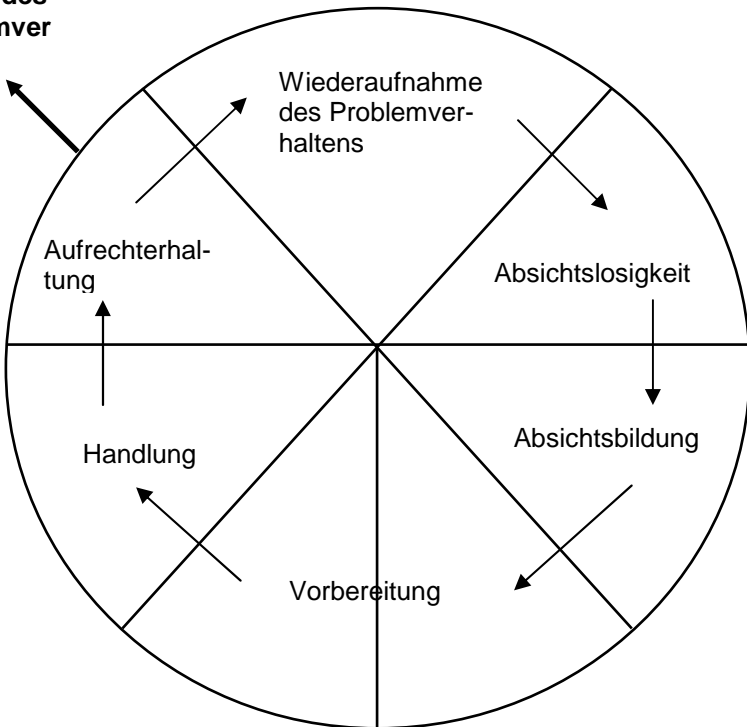 des
mver
Wiederaufnahme
des Problemver-
haltens
Aufrechterhal-
tung
Absichtslosigkeit
Handlung
Absichtsbildung
Vorbereitung